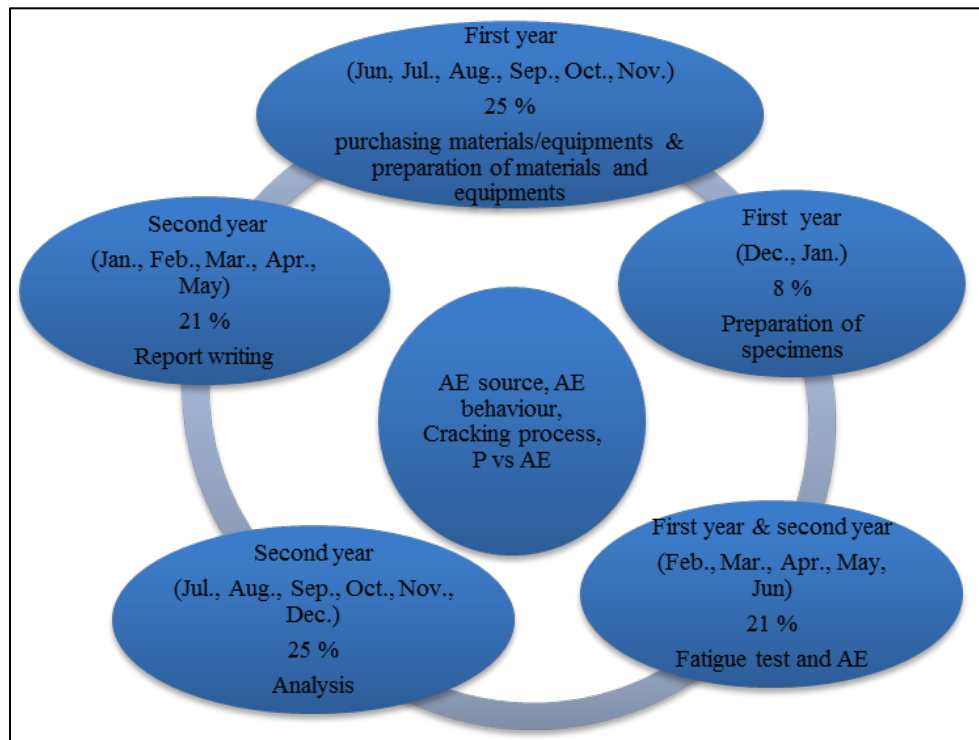 First year
(Jun, Jul., Aug., Sep., Oct., Nov.)
25 %
purchasing materials/equipments &
preparation of materials and
equipments
First year
(Dec., Jan.)
8 %
Preparation of
specimens
First year & second year
(Feb., Mar., Apr., May,
Jun)
21 %
Fatigue test and AE
Second year
(Jul., Aug., Sep., Oct., Nov.,
Dec.)
25 %
Analysis
Second year
(Jan., Feb., Mar., Apr.,
May)
21 %
Report writing
AE source, AE
behaviour,
Cracking process,
P vs AE